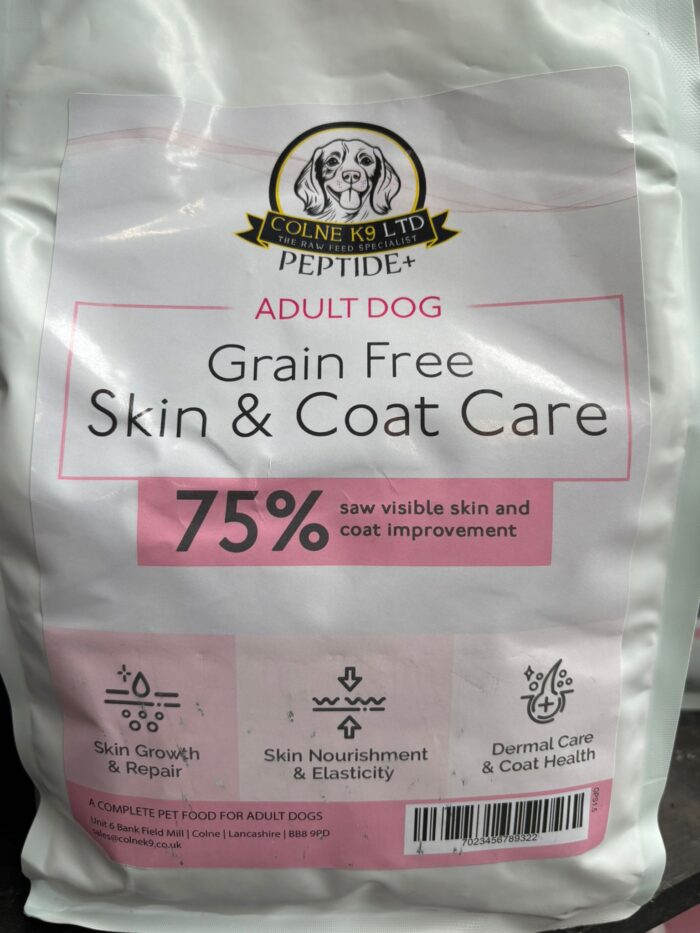 COLNE K9 LTD
THE RAW FEED SPECIALIST
PEPTIDE+
ADULT DOG
Grain Free
Skin & Coat Care
75% saw visible skin and
coat improvement
Skin Growth
& Repair
Skin Nourishment
& Elasticity
Dermal Care
& Coat Health
A COMPLETE PET FOOD FOR ADULT DOGS
Unit 6 Bank Field Mill | Colne | Lancashire | BB8 9PD
sales@colnek9.co.uk
7023456789322
GPS1.5